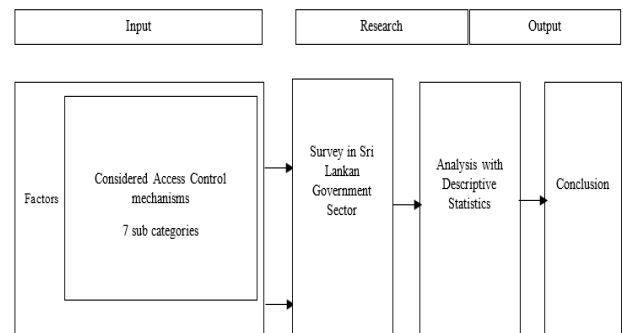 Input
Research
Output
Factors
Considered Access Control
mechanisms
7 sub categories
Survey in Sri
Lankan
Government
Sector
Analysis with
Descriptive
Statistics
Conclusion